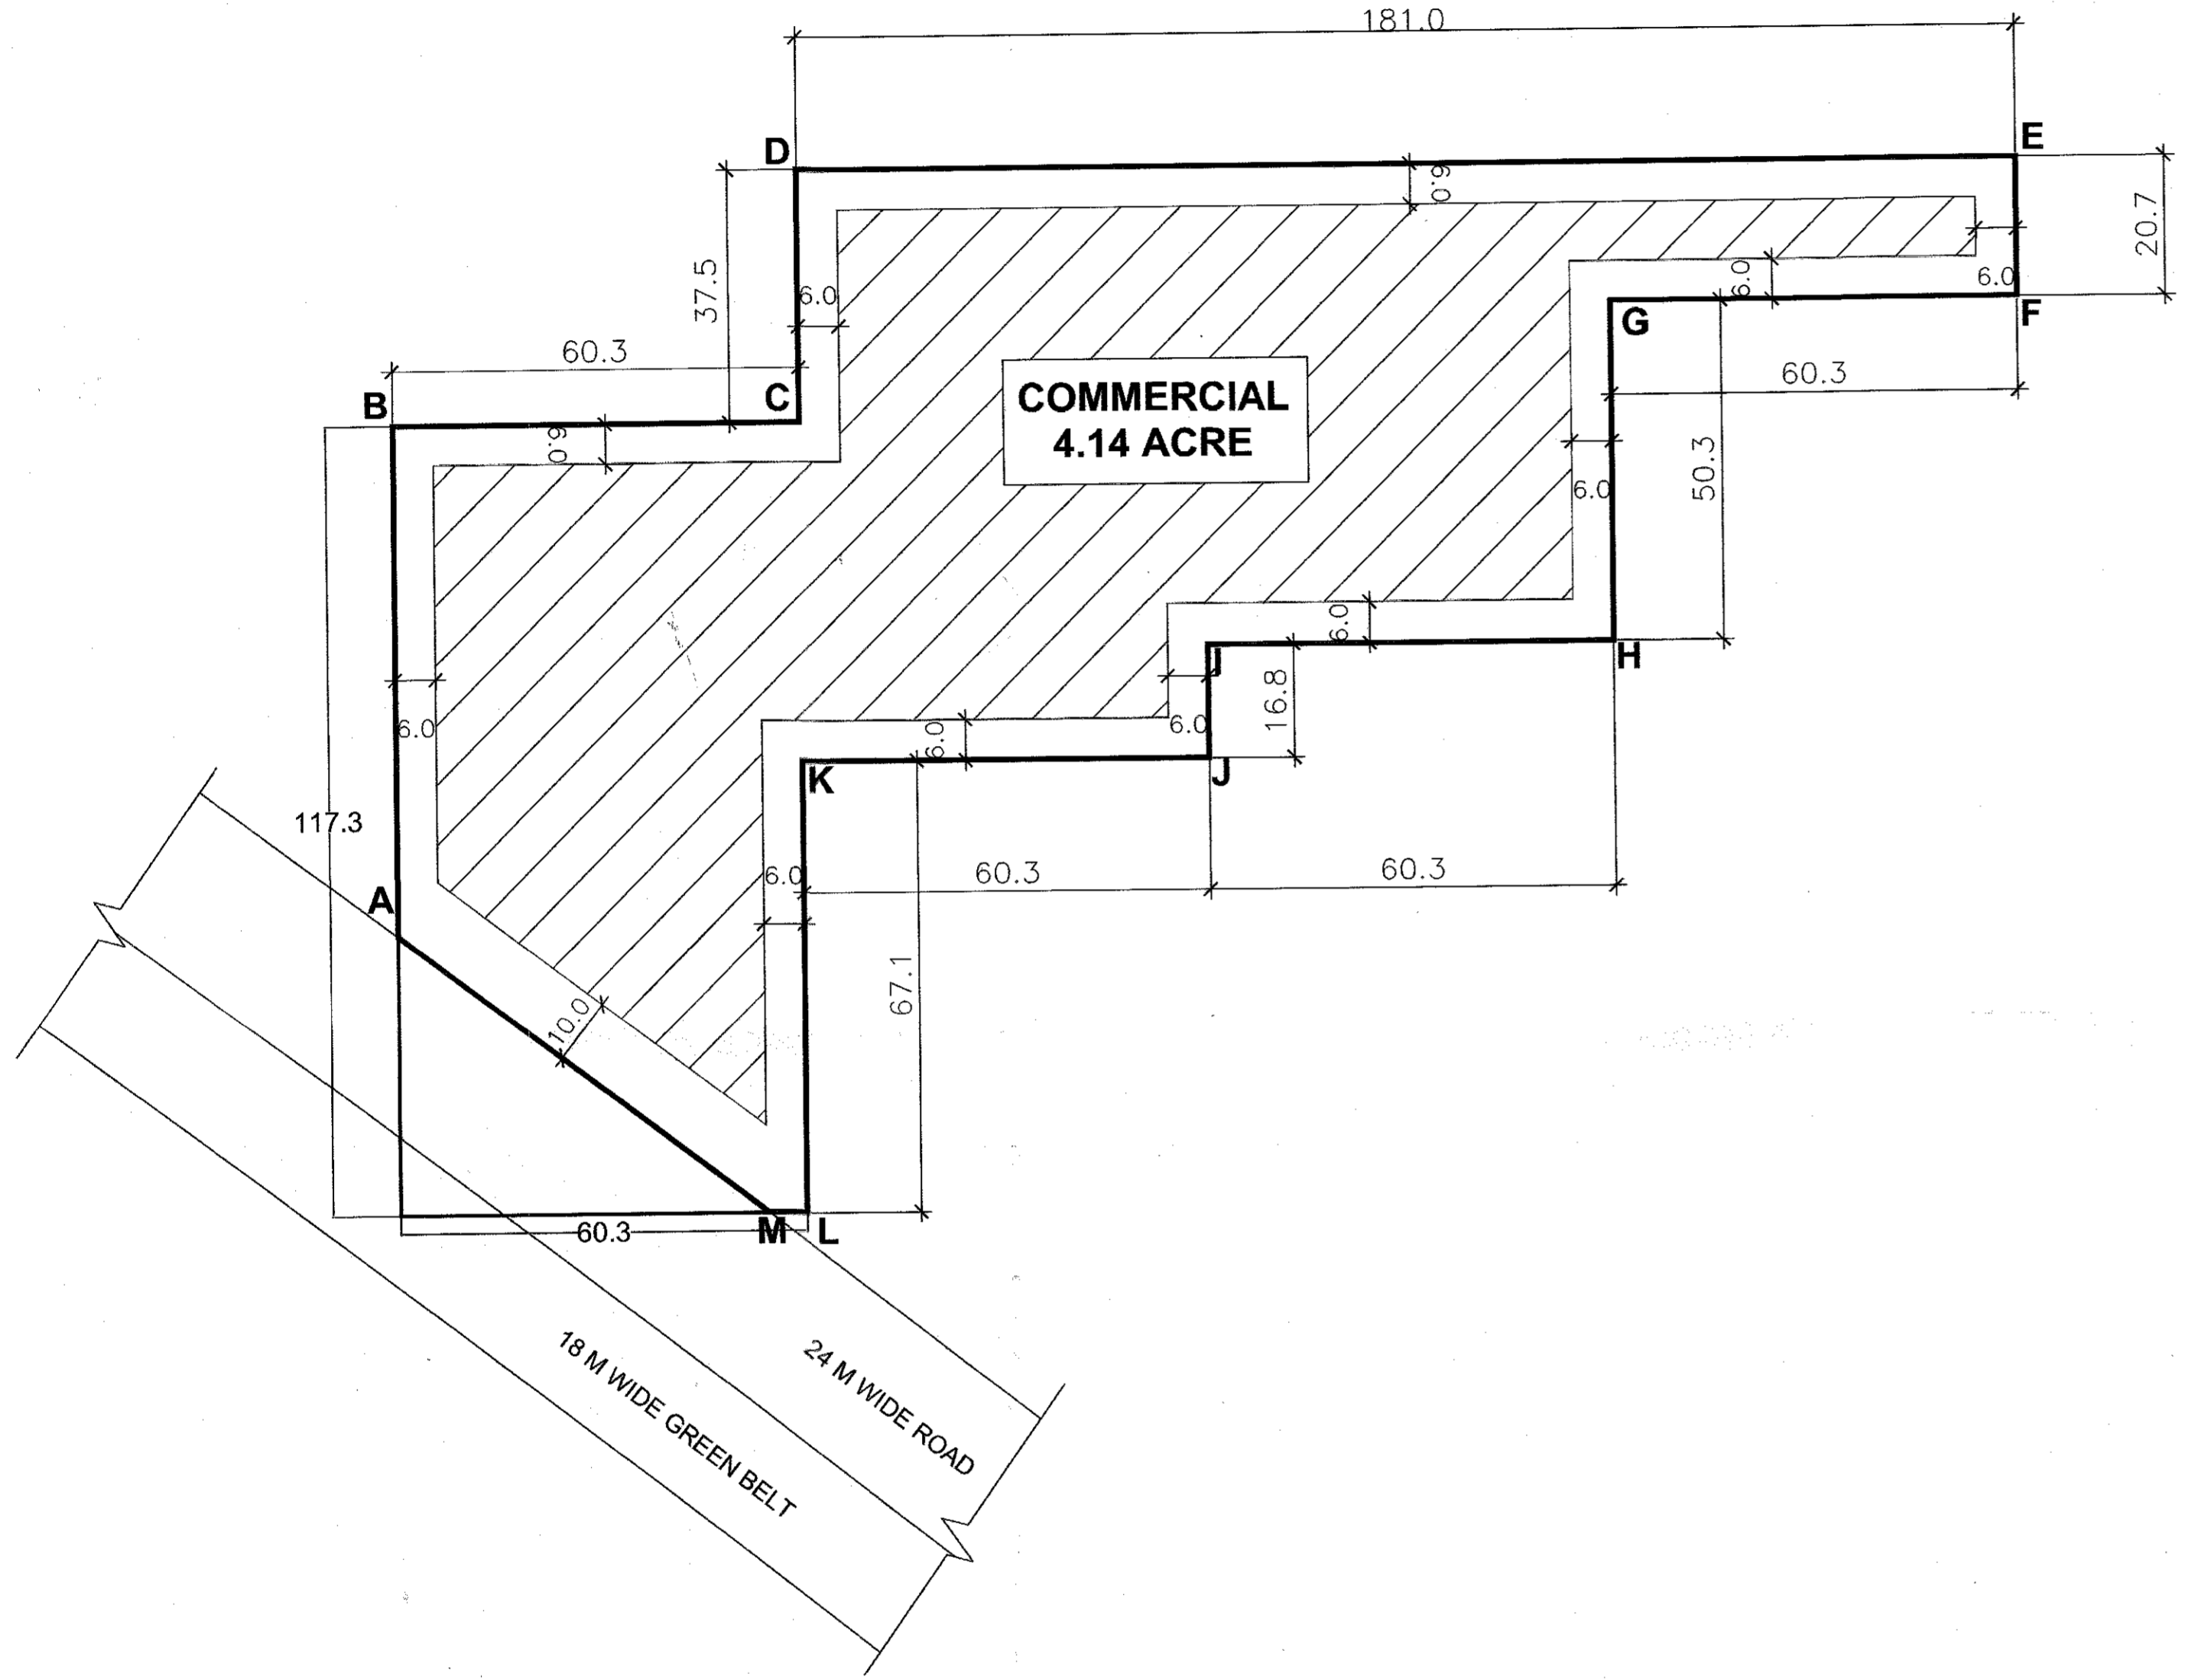 181.0
D
E
6.0
20.7
37.5
6.0
6.0
6.0
F
G
60.3
60.3
B
C
COMMERCIAL
4.14 ACRE
6.0
50.3
6.0
6.0
H
I
16.8
6.0
6.0
6.0
K
J
117.3
6.0
60.3
60.3
A
67.1
10.0
60.3
M
L
24 M WIDE ROAD
18 M WIDE GREEN BELT